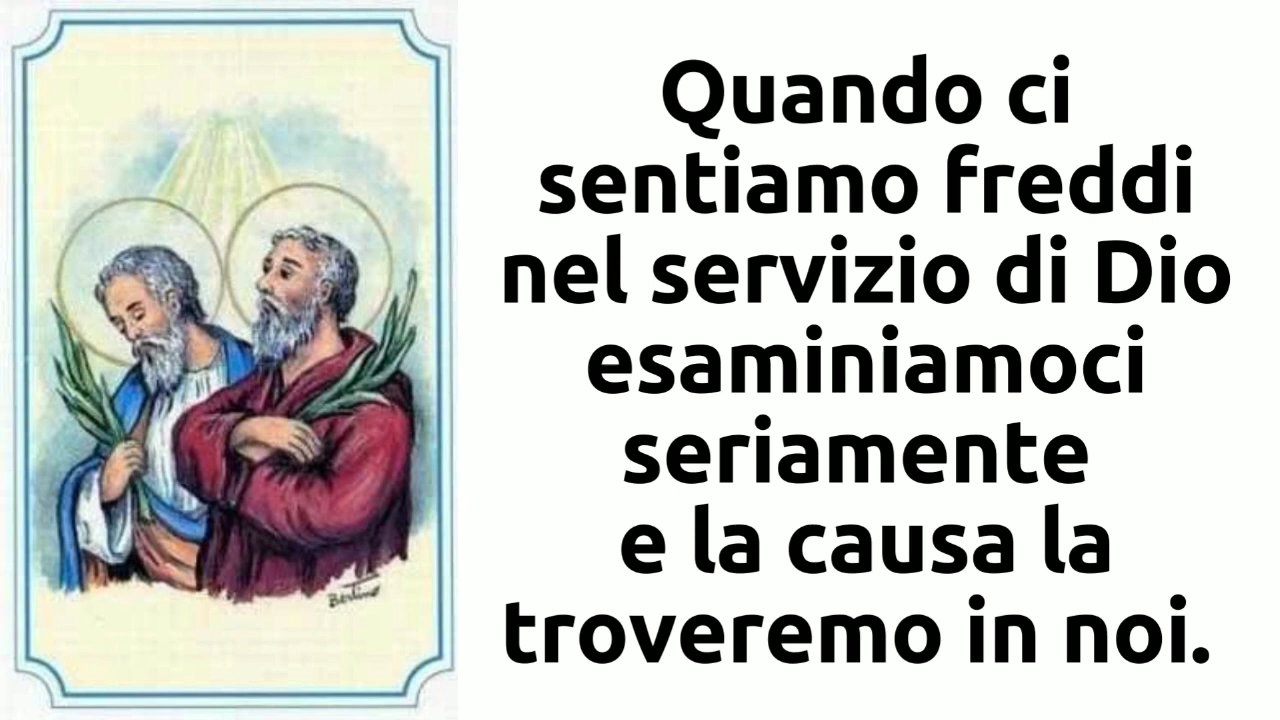 Quando ci
sentiamo freddi
nel servizio di Dio
esaminiamoci
seriamente
e la causa la
troveremo in noi.